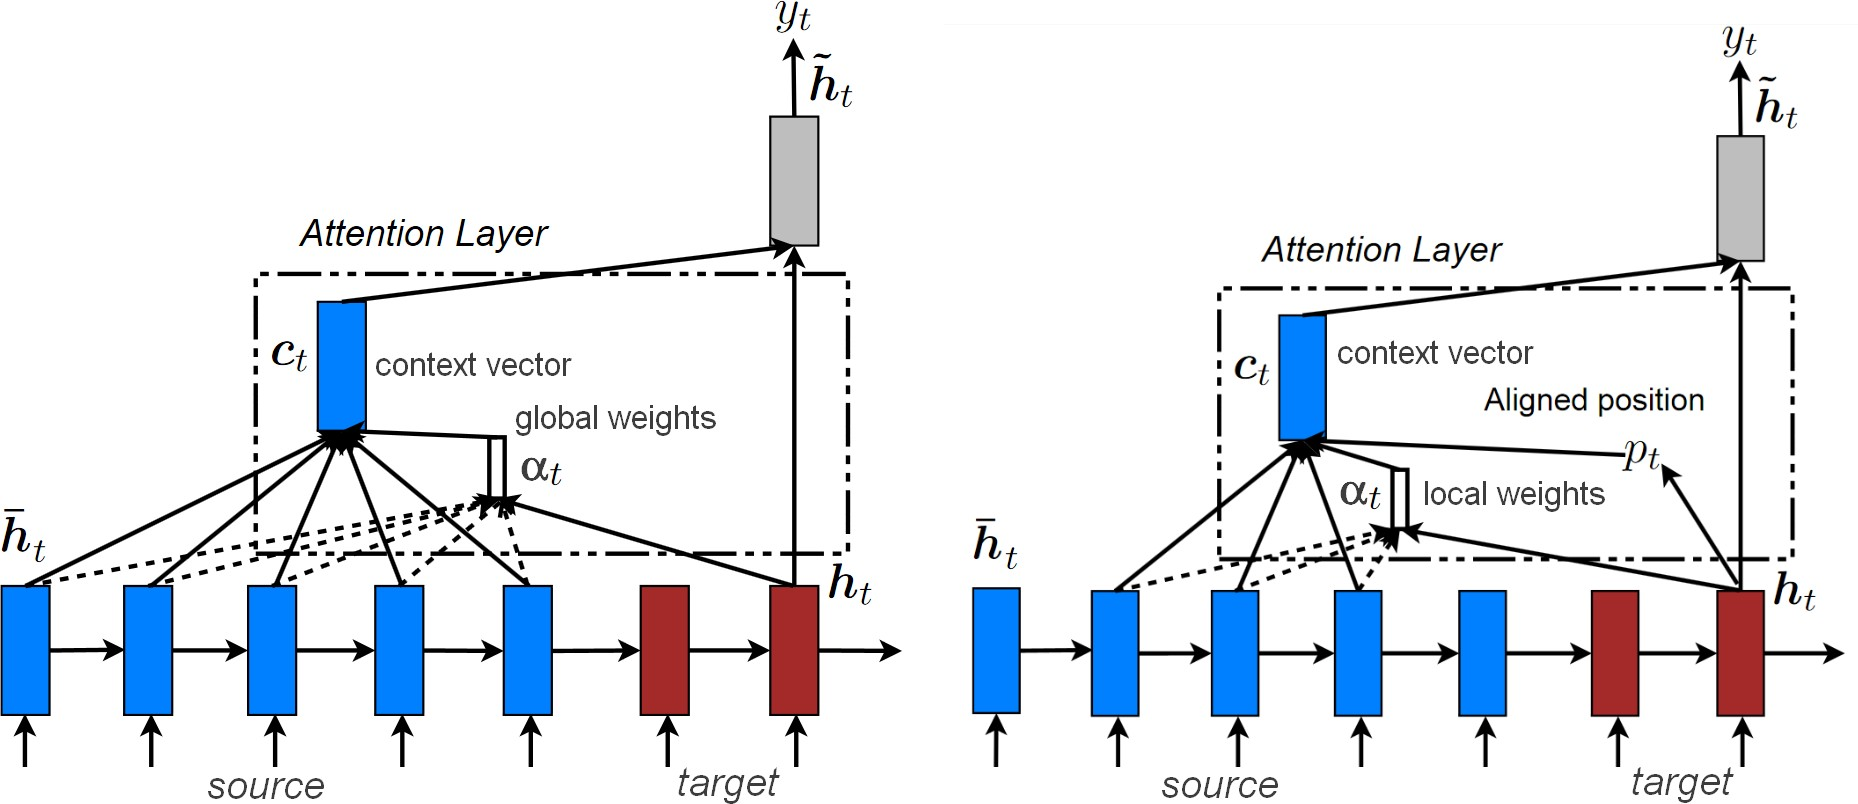 y_t
h̃_t
Attention Layer
c_t
context vector
global weights
α_t
h̄_t
h_t
source
target
y_t
h̃_t
Attention Layer
c_t
context vector
Aligned position
p_t
α_t
local weights
h̄_t
h_t
source
target